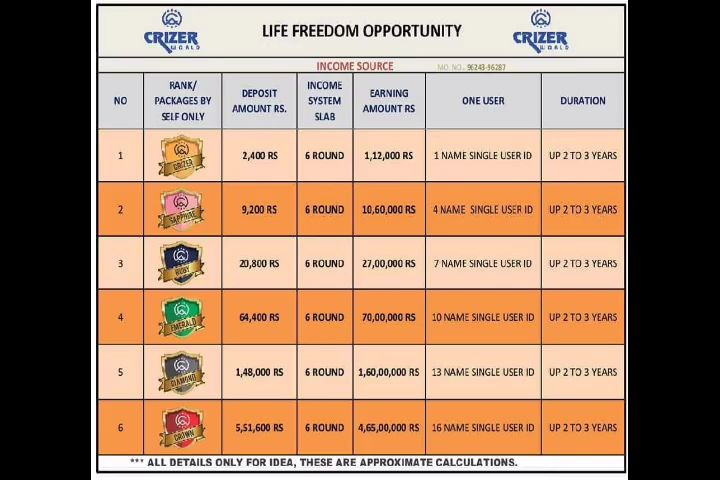 CRIZER
WORLD
LIFE FREEDOM OPPORTUNITY
CRIZER
WORLD
INCOME SOURCE
MO. NO. 96243-96287
NO
RANK/
PACKAGES BY
SELF ONLY
DEPOSIT
AMOUNT RS.
INCOME
SYSTEM
SLAB
EARNING
AMOUNT RS
ONE USER
DURATION
1 CRIZER 2,400 RS 6 ROUND 1,12,000 RS 1 NAME SINGLE USER ID UP 2 TO 3 YEARS
2 SAPPHIRE 9,200 RS 6 ROUND 10,60,000 RS 4 NAME SINGLE USER ID UP 2 TO 3 YEARS
3 RUBY 20,800 RS 6 ROUND 27,00,000 RS 7 NAME SINGLE USER ID UP 2 TO 3 YEARS
4 EMERALD 64,400 RS 6 ROUND 70,00,000 RS 10 NAME SINGLE USER ID UP 2 TO 3 YEARS
5 DIAMOND 1,48,000 RS 6 ROUND 1,60,00,000 RS 13 NAME SINGLE USER ID UP 2 TO 3 YEARS
6 CROWN 5,51,600 RS 6 ROUND 4,65,00,000 RS 16 NAME SINGLE USER ID UP 2 TO 3 YEARS
*** ALL DETAILS ONLY FOR IDEA, THESE ARE APPROXIMATE CALCULATIONS.